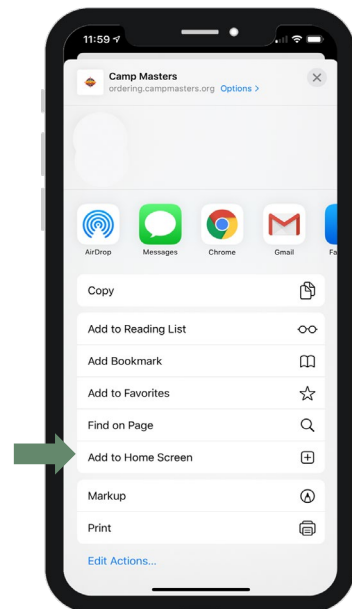 11:59
Camp Masters
ordering.campmasters.org Options >
AirDrop Messages Chrome Gmail Fa
Copy
Add to Reading List
Add Bookmark
Add to Favorites
Find on Page
Add to Home Screen
Markup
Print
Edit Actions...